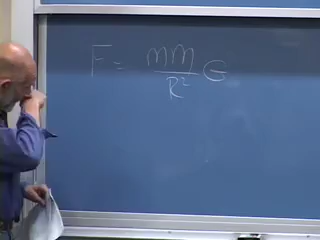 F = mm/R² G